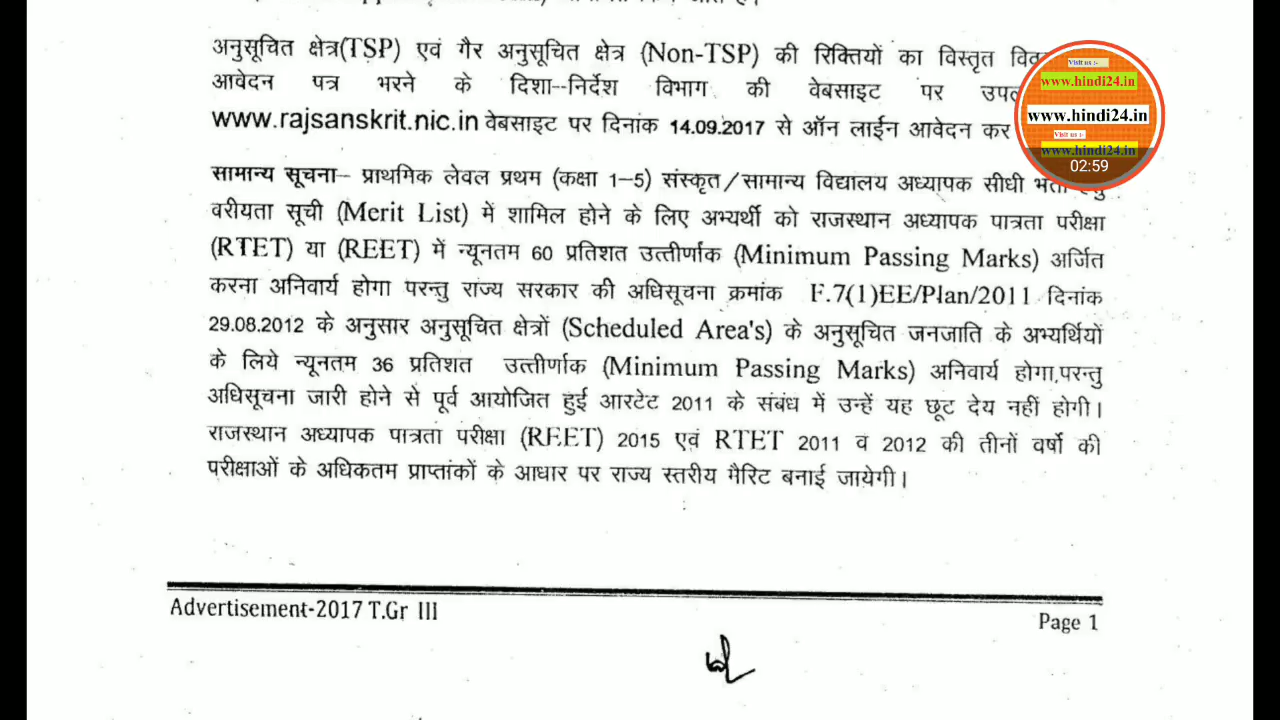 अनुसूचित क्षेत्र(TSP) एवं गैर अनुसूचित क्षेत्र (Non-TSP) की रिक्तियों का विस्तृत
आवेदन पत्र भरने के दिशा--निर्देश विभाग की वेबसाइट पर
www.rajsanskrit.nic.in वेबसाइट पर दिनांक 14.09.2017 से ऑन लाईन आवेदन कर
सामान्य सूचना– प्राथमिक लेवल प्रथम (कक्षा 1–5) संस्कृत/सामान्य विद्यालय अध्यापक सीधी
वरीयता सूची (Merit List) में शामिल होने के लिए अभ्यर्थी को राजस्थान अध्यापक पात्रता परीक्षा
(RTET) या (REET) में न्यूनतम 60 प्रतिशत उत्तीर्णांक (Minimum Passing Marks) अर्जित
करना अनिवार्य होगा परन्तु राज्य सरकार की अधिसूचना क्रमांक F.7(1)EE/Plan/2011 दिनांक
29.08.2012 के अनुसार अनुसूचित क्षेत्रों (Scheduled Area's) के अनुसूचित जनजाति के अभ्यर्थियों
के लिये न्यूनतम 36 प्रतिशत उत्तीर्णांक (Minimum Passing Marks) अनिवार्य होगा,परन्तु
अधिसूचना जारी होने से पूर्व आयोजित हुई आरटेट 2011 के संबंध में उन्हें यह छूट देय नहीं होगी।
राजस्थान अध्यापक पात्रता परीक्षा (REET) 2015 एवं RTET 2011 व 2012 की तीनों वर्षो की
परीक्षाओं के अधिकतम प्राप्तांकों के आधार पर राज्य स्तरीय मैरिट बनाई जायेगी।
Advertisement-2017 T.Gr III
Page 1
Visit us :-
www.hindi24.in
www.hindi24.in
Visit us :-
www.hindi24.in
02:59